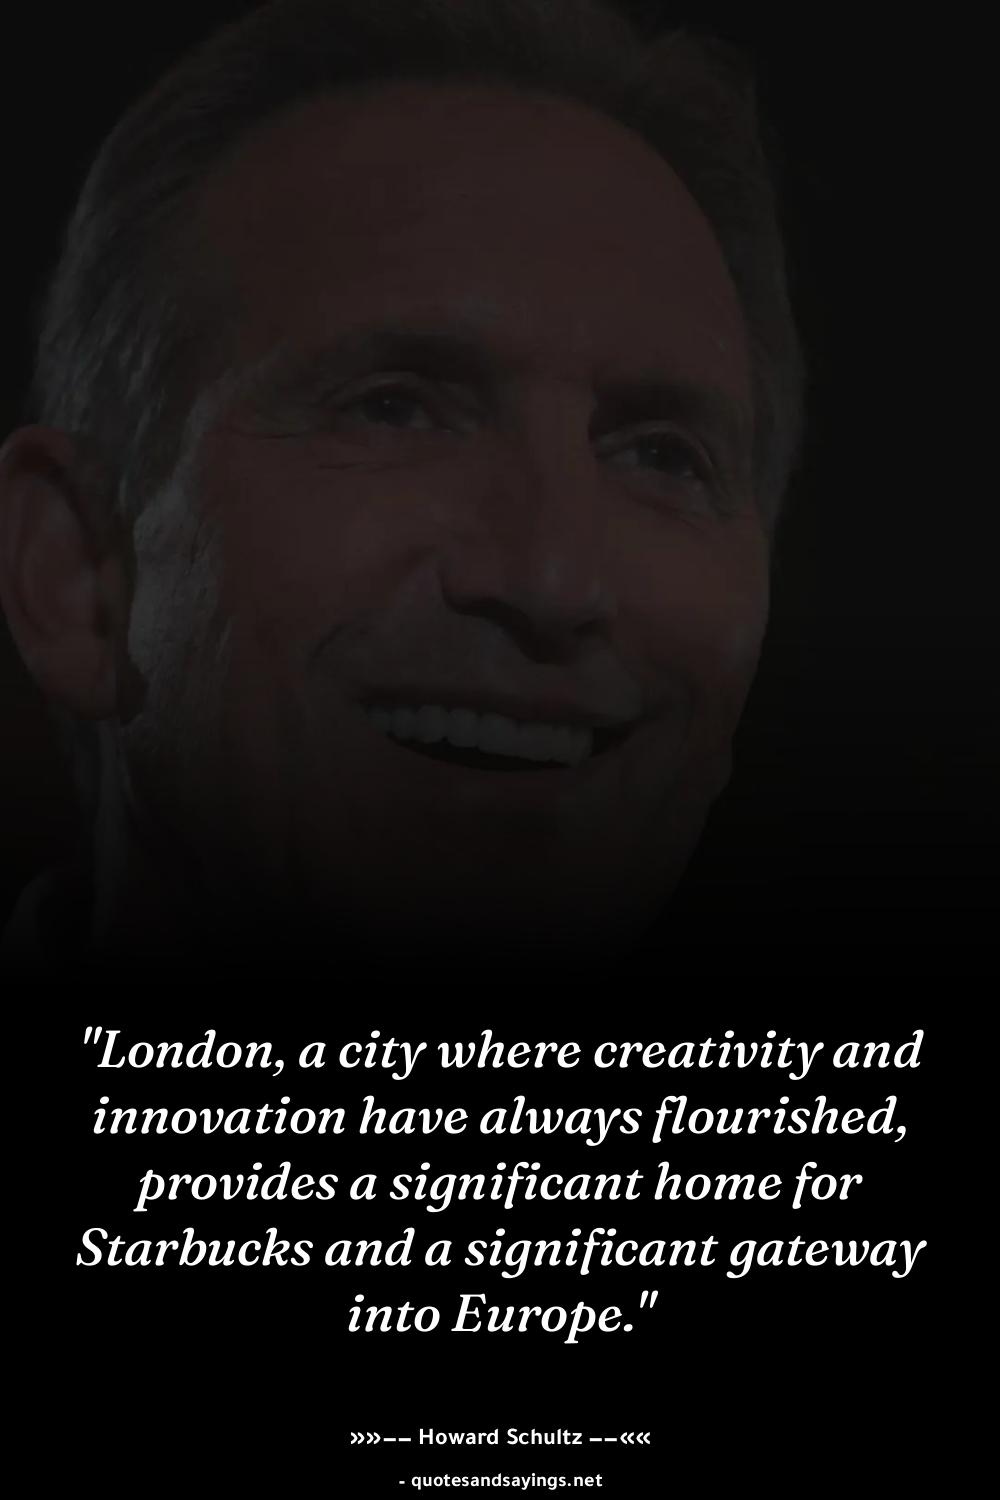 "London, a city where creativity and
innovation have always flourished,
provides a significant home for
Starbucks and a significant gateway
into Europe."
»»–– Howard Schultz ––««
- quotesandsayings.net